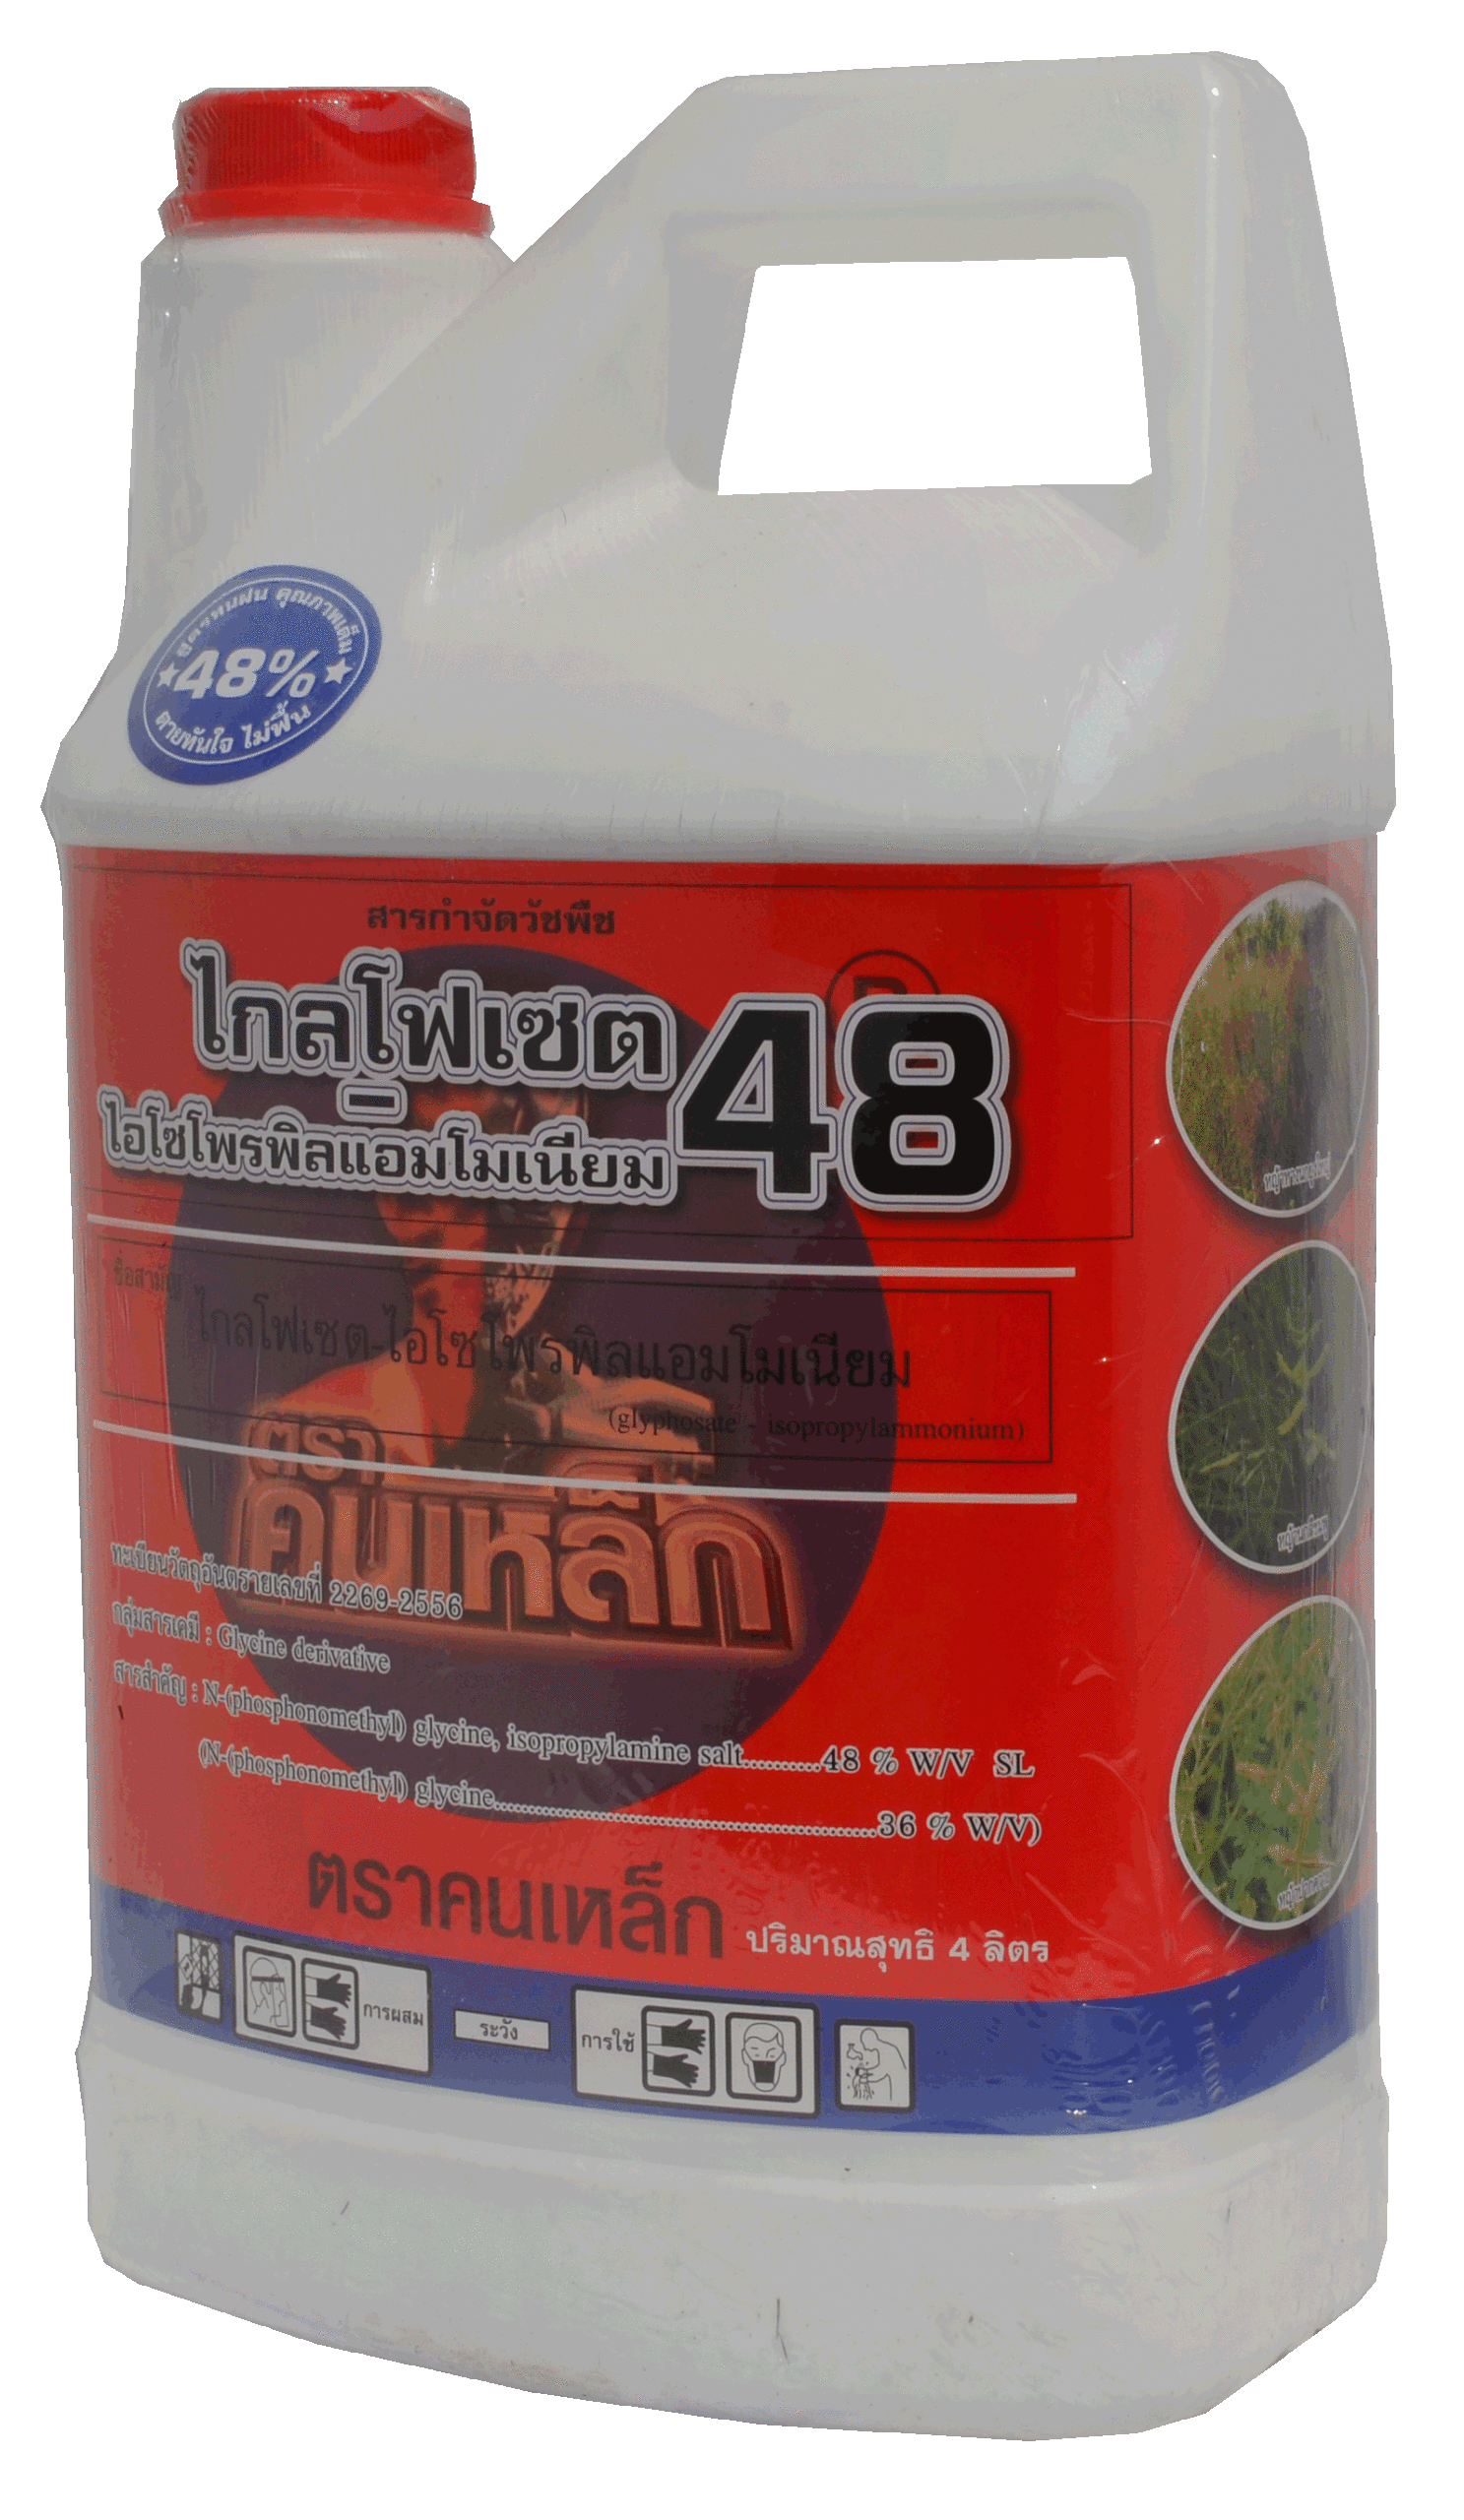 สูตรทนฝน คุณภาพเต็ม
48%
ตายทันใจ ไม่ฟื้น
สารกำจัดวัชพืช
ไกลโฟเซต
-
48
ไอโซโพรพิลแอมโมเนียม
ชื่อสามัญ
ไกลโฟเซต-ไอโซโพรพิลแอมโมเนียม
(glyphosate - isopropylammonium)
ตรา
คนเหล็ก
ทะเบียนวัตถุอันตรายเลขที่ 2269-2556
กลุ่มสารเคมี : Glycine derivative
สารสำคัญ : N-(phosphonomethyl) glycine, isopropylamine salt..........48 % W/V SL
(N-(phosphonomethyl) glycine..........................................................36 % W/V)
ตราคนเหล็ก ปริมาณสุทธิ 4 ลิตร
การผสม
ระวัง
การใช้